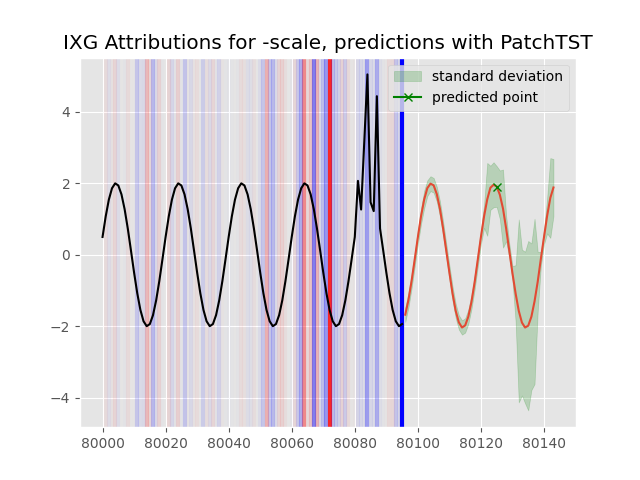 IXG Attributions for -scale, predictions with PatchTST
standard deviation
predicted point
4
2
0
−2
−4
80000 80020 80040 80060 80080 80100 80120 80140